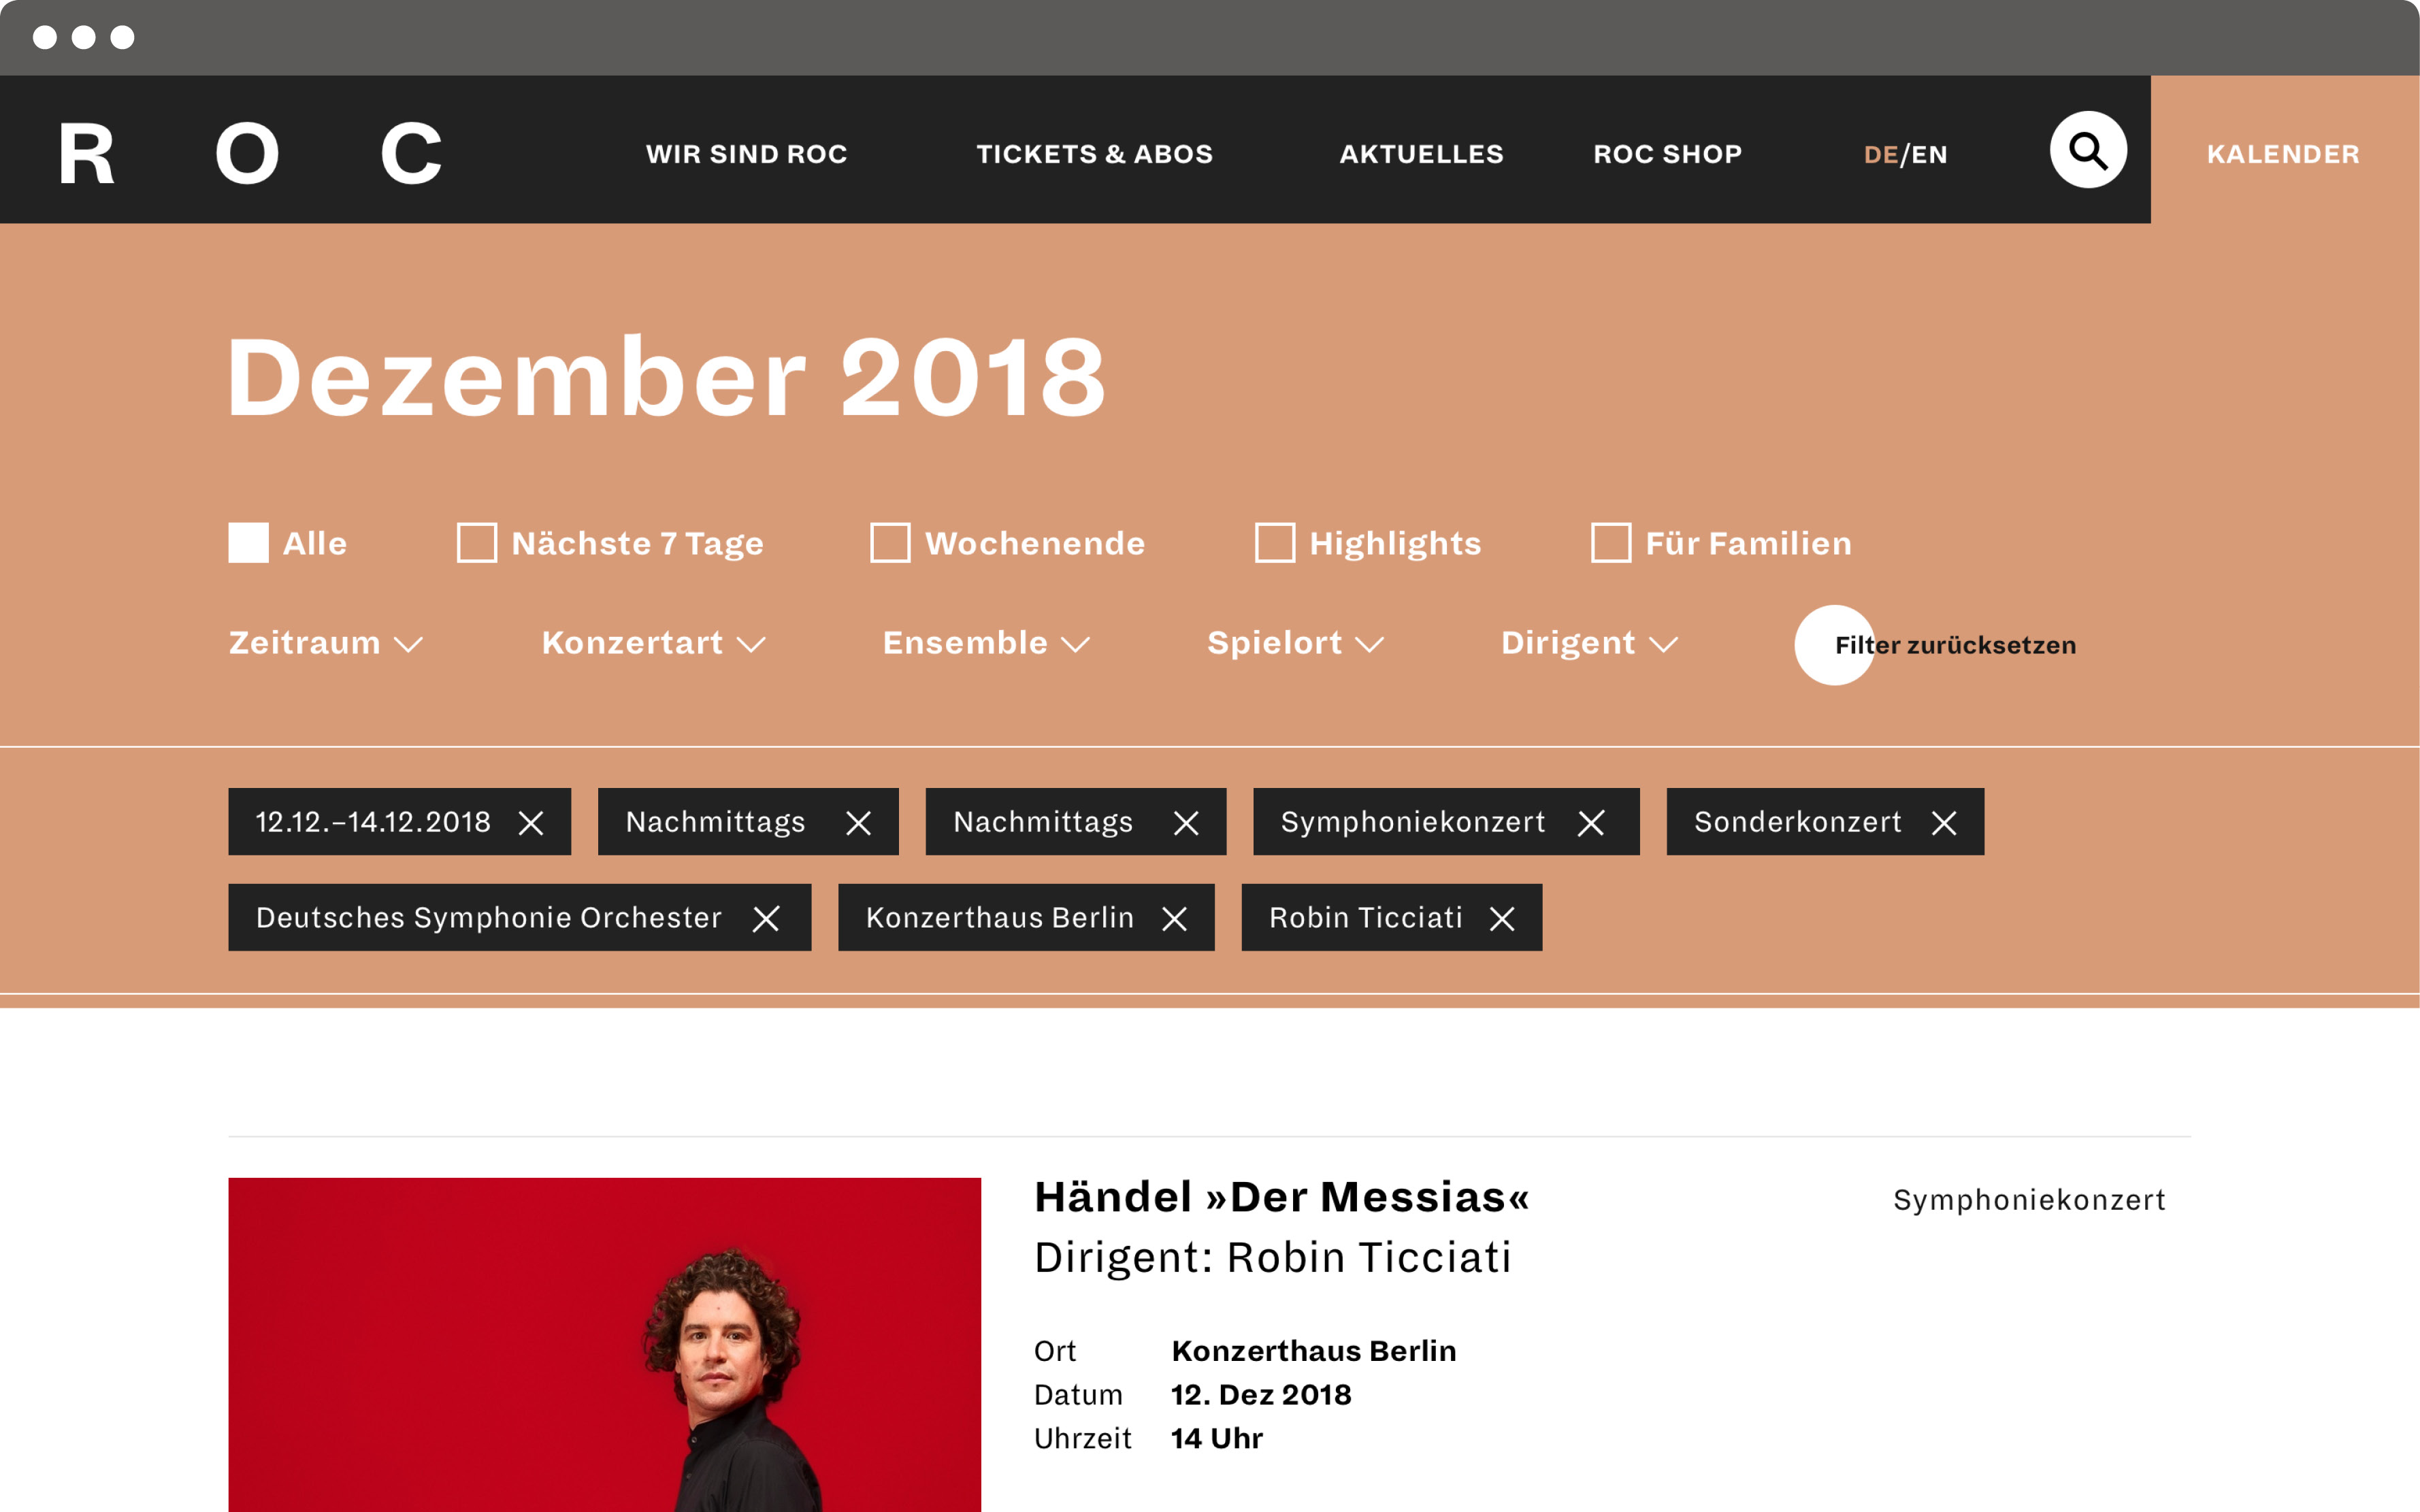 R O C WIR SIND ROC TICKETS & ABOS AKTUELLES ROC SHOP DE/EN KALENDER
Dezember 2018
Alle Nächste 7 Tage Wochenende Highlights Für Familien
Zeitraum Konzertart Ensemble Spielort Dirigent Filter zurücksetzen
12.12.–14.12.2018 Nachmittags Nachmittags Symphoniekonzert Sonderkonzert
Deutsches Symphonie Orchester Konzerthaus Berlin Robin Ticciati
Händel »Der Messias« Symphoniekonzert
Dirigent: Robin Ticciati
Ort Konzerthaus Berlin
Datum 12. Dez 2018
Uhrzeit 14 Uhr